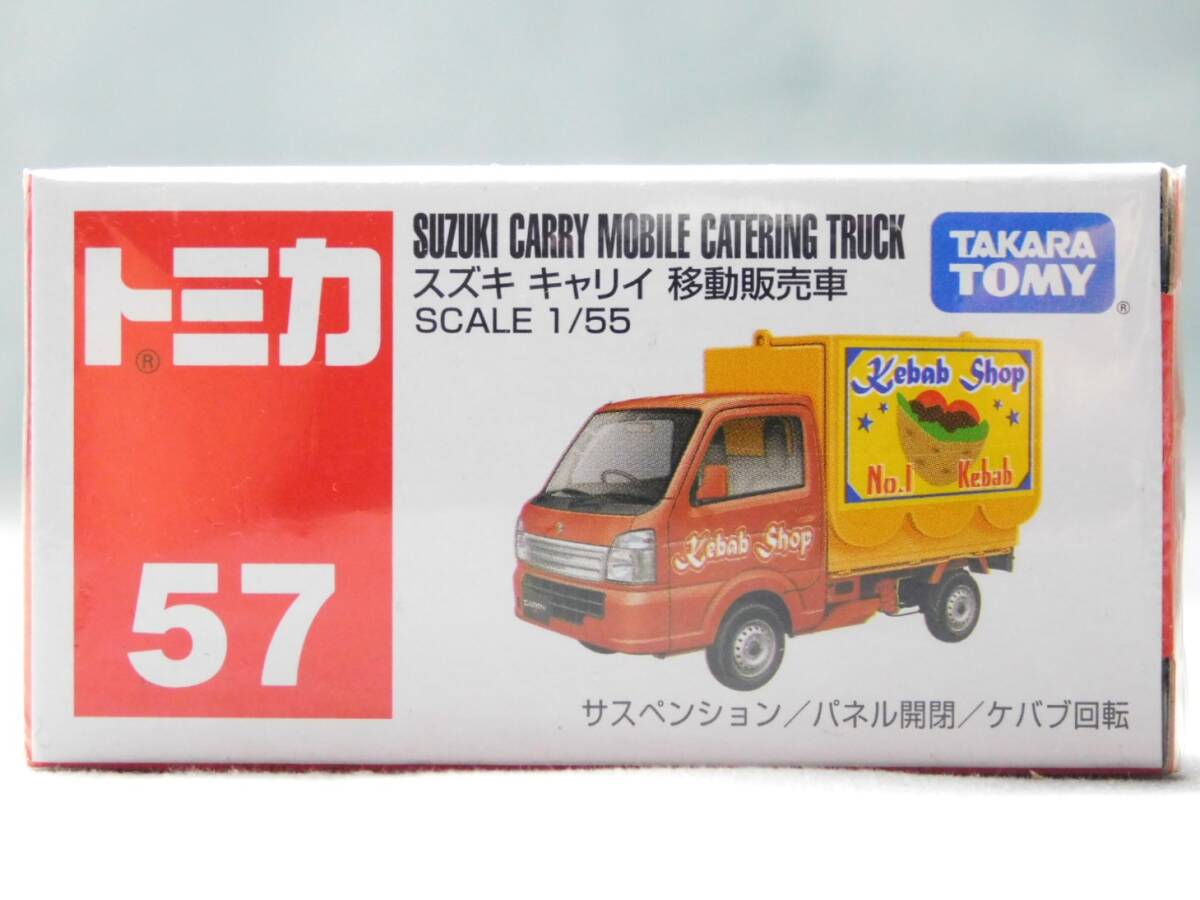 トミカ
®
57
SUZUKI CARRY MOBILE CATERING TRUCK
スズキ キャリイ 移動販売車
SCALE 1/55
TAKARA
TOMY
®
Kebab Shop
No.1 Kebab
Kebab Shop
サスペンション/パネル開閉/ケバブ回転